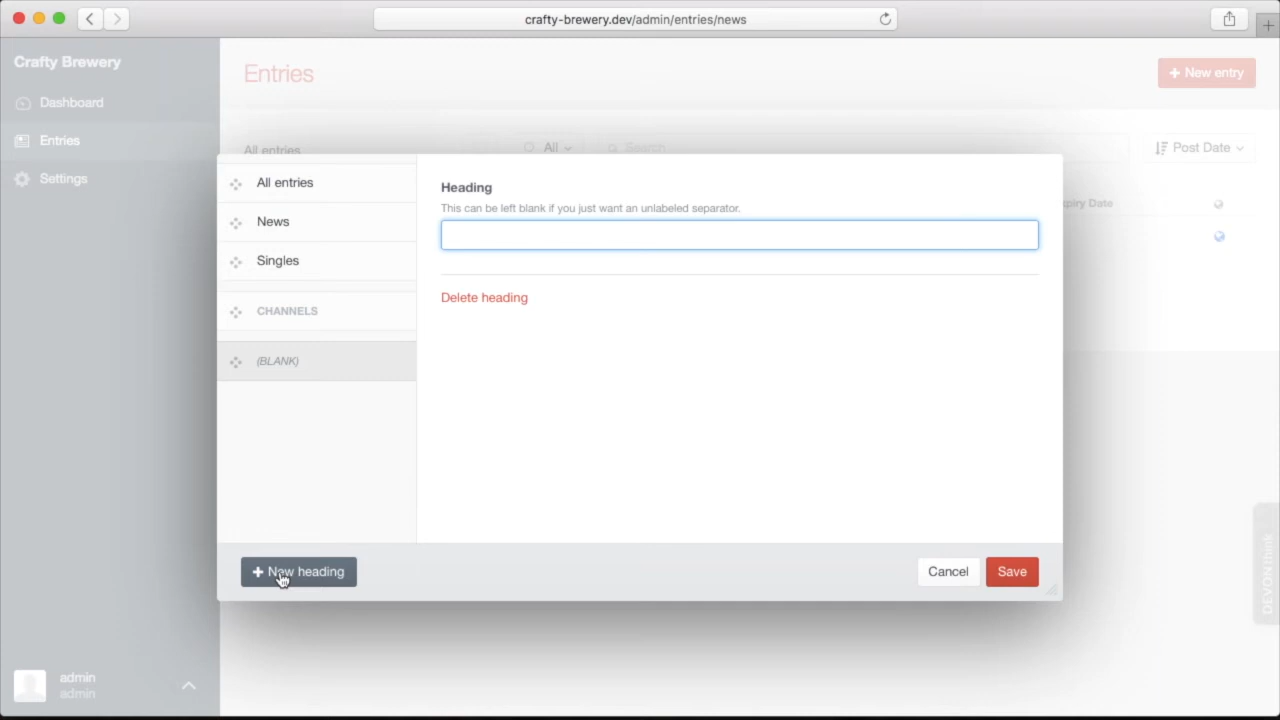 crafty-brewery.dev/admin/entries/news
Crafty Brewery
Dashboard
Entries
Settings
Entries
+ New entry
All entries
All
Search
Post Date
Expiry Date
All entries
News
Singles
CHANNELS
(BLANK)
Heading
This can be left blank if you just want an unlabeled separator.
Delete heading
+ New heading
Cancel
Save
DEVONthink
admin
admin